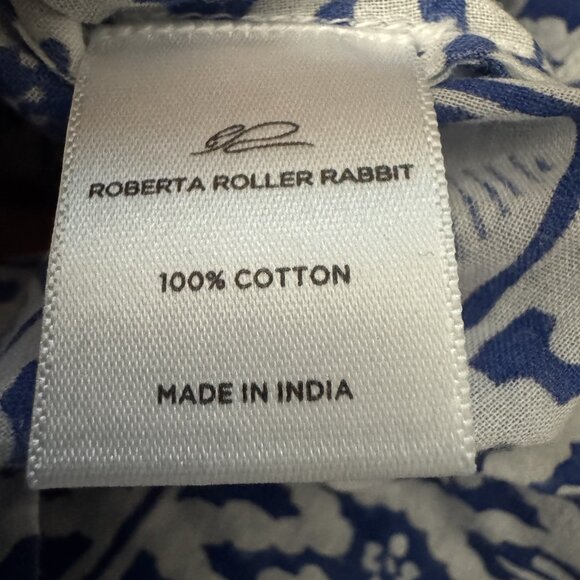 ROBERTA ROLLER RABBIT
100% COTTON
MADE IN INDIA